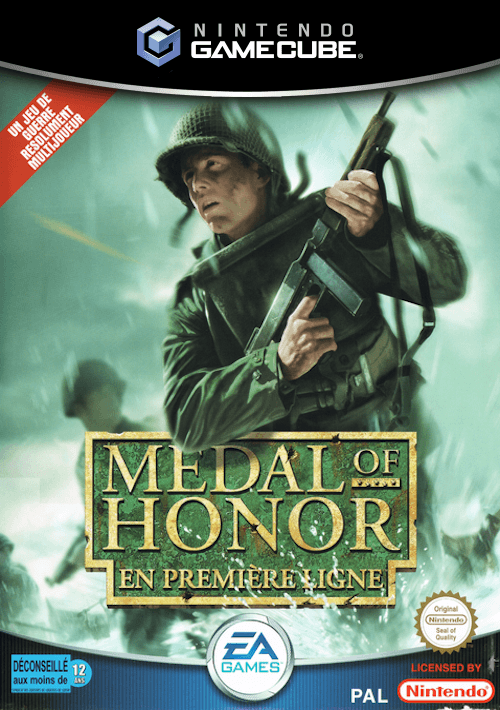 NINTENDO
GAMECUBE
UN JEU DE
GUERRE
RÉSOLUMENT
MULTIJOUEUR
MEDAL OF
HONOR
EN PREMIÈRE LIGNE
EA
GAMES
DÉCONSEILLÉ
aux moins de 12 ANS
Original
Nintendo
Seal of
Quality
LICENSED BY
PAL Nintendo